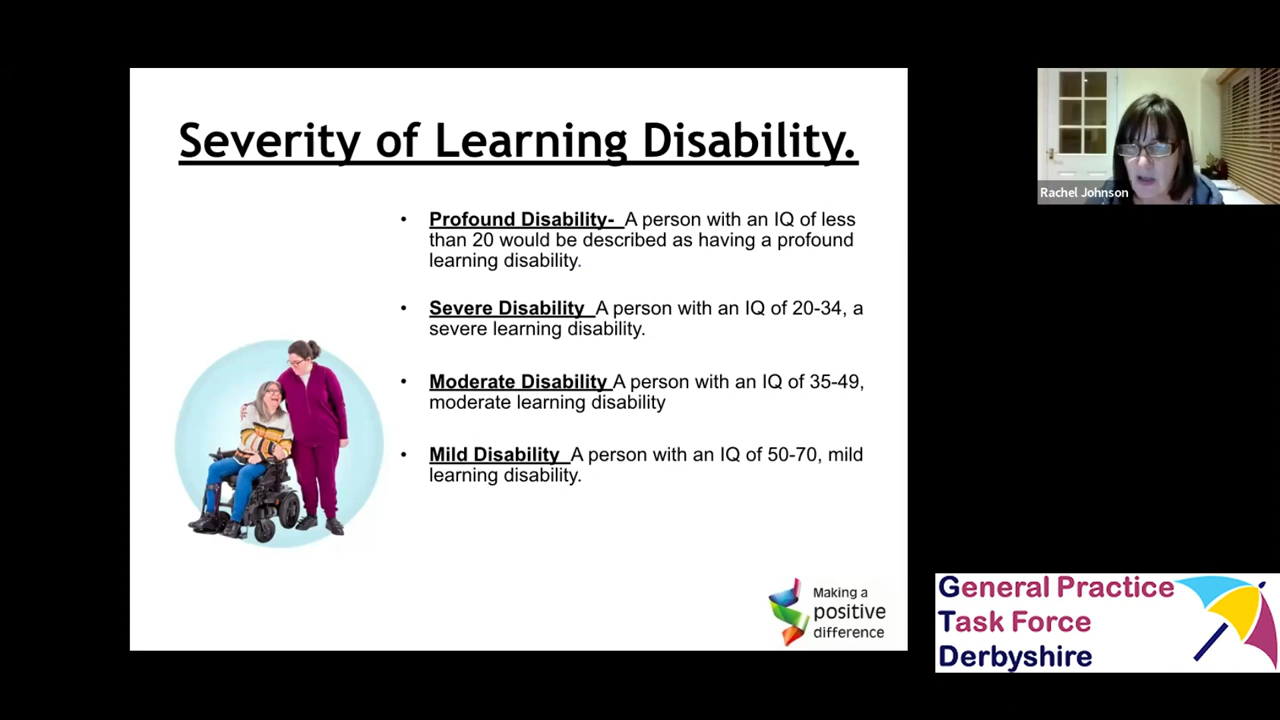 Severity of Learning Disability.
• Profound Disability- A person with an IQ of less
than 20 would be described as having a profound
learning disability.
• Severe Disability A person with an IQ of 20-34, a
severe learning disability.
• Moderate Disability A person with an IQ of 35-49,
moderate learning disability
• Mild Disability A person with an IQ of 50-70, mild
learning disability.
Making a
positive
difference
Rachel Johnson
General Practice
Task Force
Derbyshire